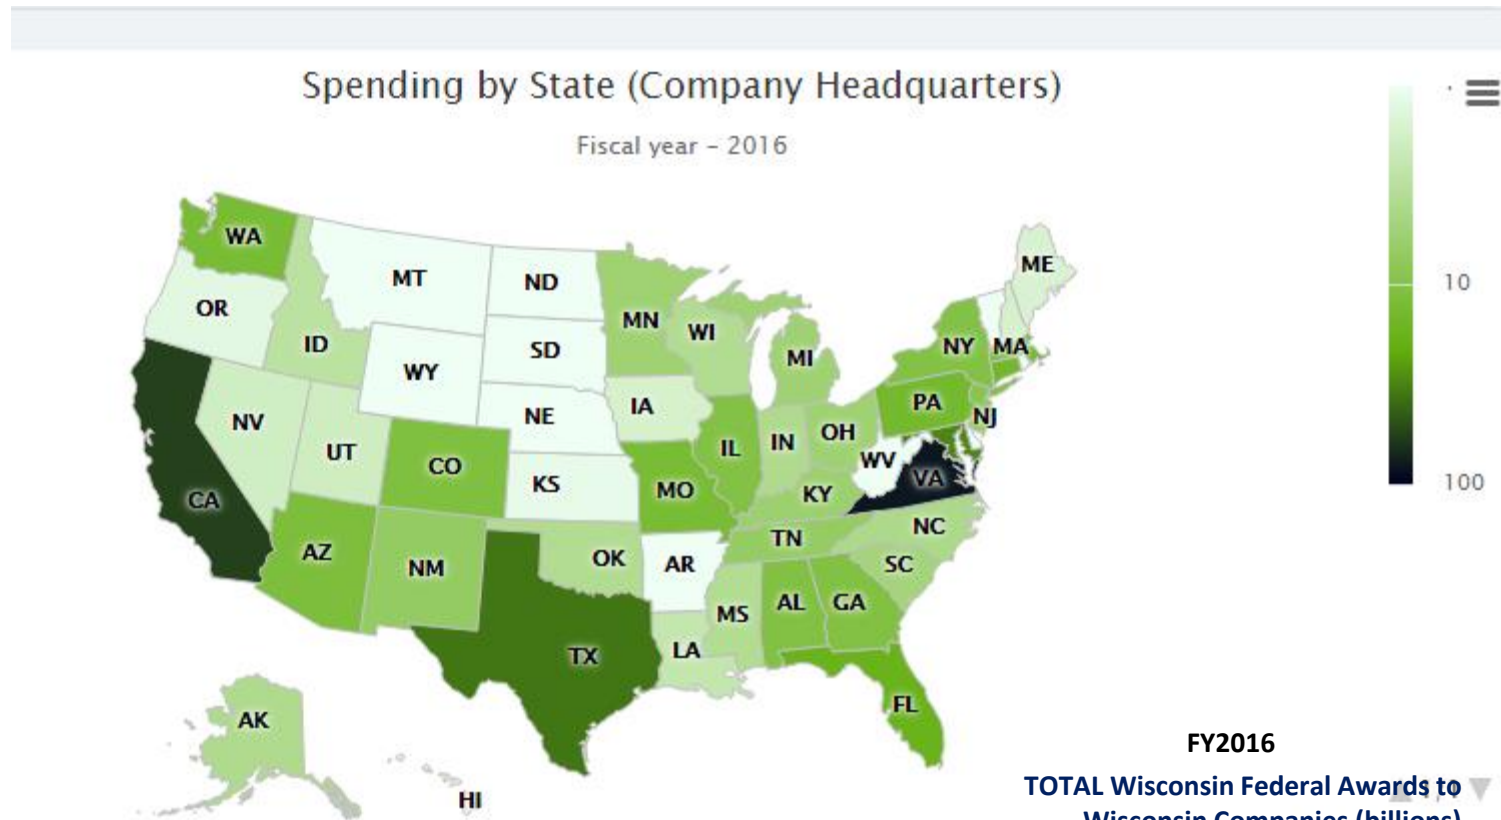 Spending by State (Company Headquarters)
Fiscal year - 2016
WA
MT
ND
OR
ID
WY
SD
NE
MN
WI
MI
IA
NV
UT
CO
KS
CA
AZ
NM
OK
TX
MO
AR
LA
IL
IN
OH
KY
TN
MS
AL
GA
FL
SC
NC
VA
WV
PA
NJ
NY
MA
ME
AK
HI
10
100
FY2016
TOTAL Wisconsin Federal Awards to
Wisconsin Companies (billions)